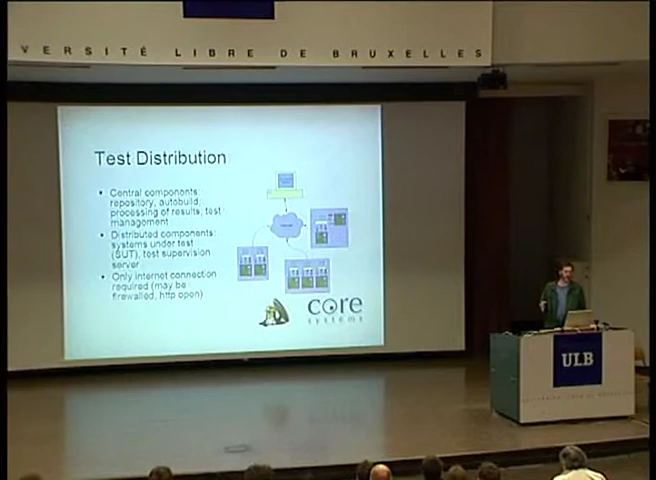 VERSITÉ LIBRE DE BRUXELLES
Test Distribution
• Central components:
repository, autobuild,
processing of results, test
management
• Distributed components:
systems under test
(SUT), test supervision
server
• Only internet connection
required (may be
firewalled, http open)
core
systems
ULB